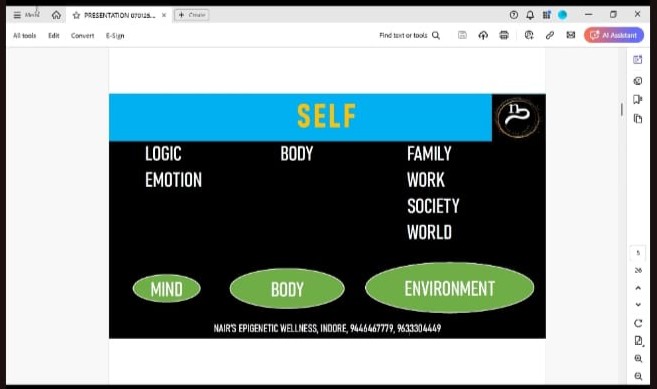 Menu
PRESENTATION 070125...
+ Create
All tools Edit Convert E-Sign
Find text or tools
AI Assistant
SELF
LOGIC BODY FAMILY
EMOTION WORK
SOCIETY
WORLD
MIND BODY ENVIRONMENT
NAIR'S EPIGENETIC WELLNESS, INDORE, 9446467779, 9633304449
5
26